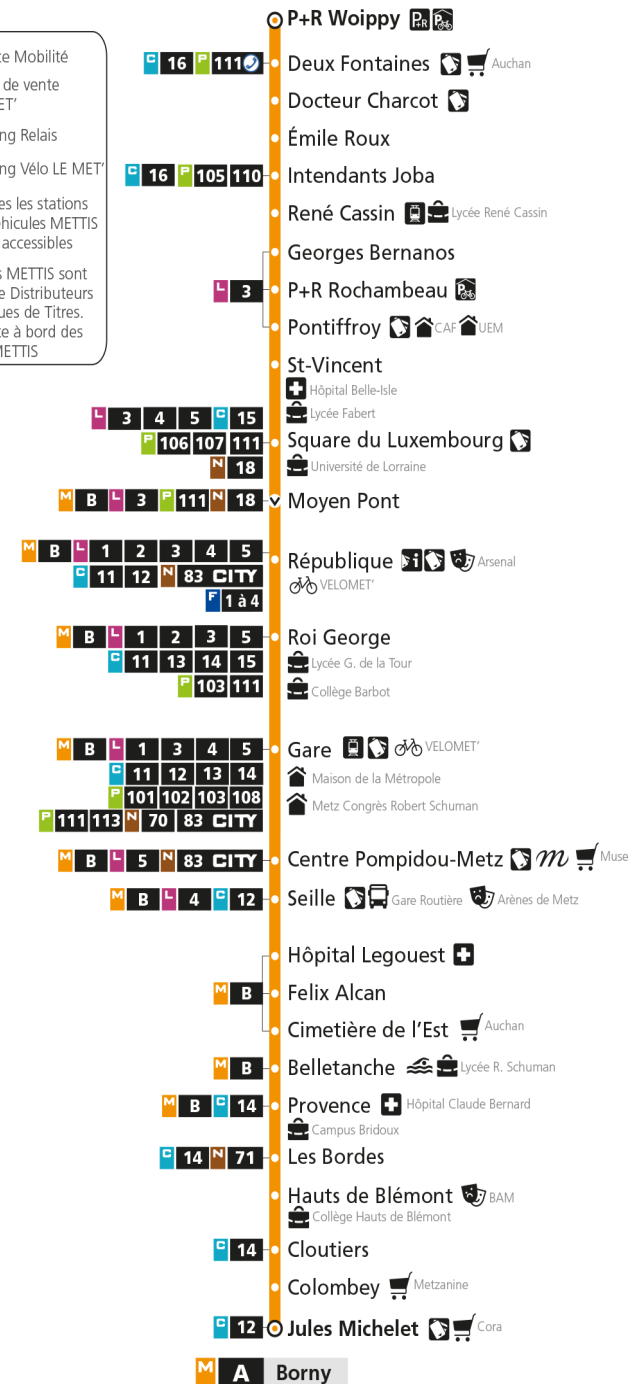 P+R Woippy P+R P
te Mobilité
de vente
ET'
ng Relais
ng Vélo LE MET'
es les stations
éhicules METTIS
accessibles
s METTIS sont
e Distributeurs
ues de Titres.
te à bord des
METTIS
C 16 P 111 Deux Fontaines Auchan
Docteur Charcot
Émile Roux
C 16 P 105 110 Intendants Joba
René Cassin Lycée René Cassin
Georges Bernanos
L 3 P+R Rochambeau P
Pontiffroy CAF UEM
St-Vincent
Hôpital Belle-Isle
Lycée Fabert
L 3 4 5 C 15
P 106 107 111 Square du Luxembourg
N 18 Université de Lorraine
M B L 3 P 111 N 18 Moyen Pont
M B L 1 2 3 4 5
République i Arsenal
C 11 12 N 83 CITY
VELOMET'
F 1 à 4
M B L 1 2 3 5 Roi George
C 11 13 14 15 Lycée G. de la Tour
P 103 111 Collège Barbot
M B L 1 3 4 5 Gare VELOMET'
C 11 12 13 14 Maison de la Métropole
P 101 102 103 108 Metz Congrès Robert Schuman
P 111 113 N 70 83 CITY
M B L 5 N 83 CITY Centre Pompidou-Metz m Muse
M B L 4 C 12 Seille Gare Routière Arènes de Metz
Hôpital Legouest
M B Felix Alcan
Cimetière de l'Est Auchan
M B Belletanche Lycée R. Schuman
M B C 14 Provence Hôpital Claude Bernard
Campus Bridoux
C 14 N 71 Les Bordes
Hauts de Blémont BAM
Collège Hauts de Blémont
C 14 Cloutiers
Colombey Metzanine
C 12 Jules Michelet Cora
M A Borny